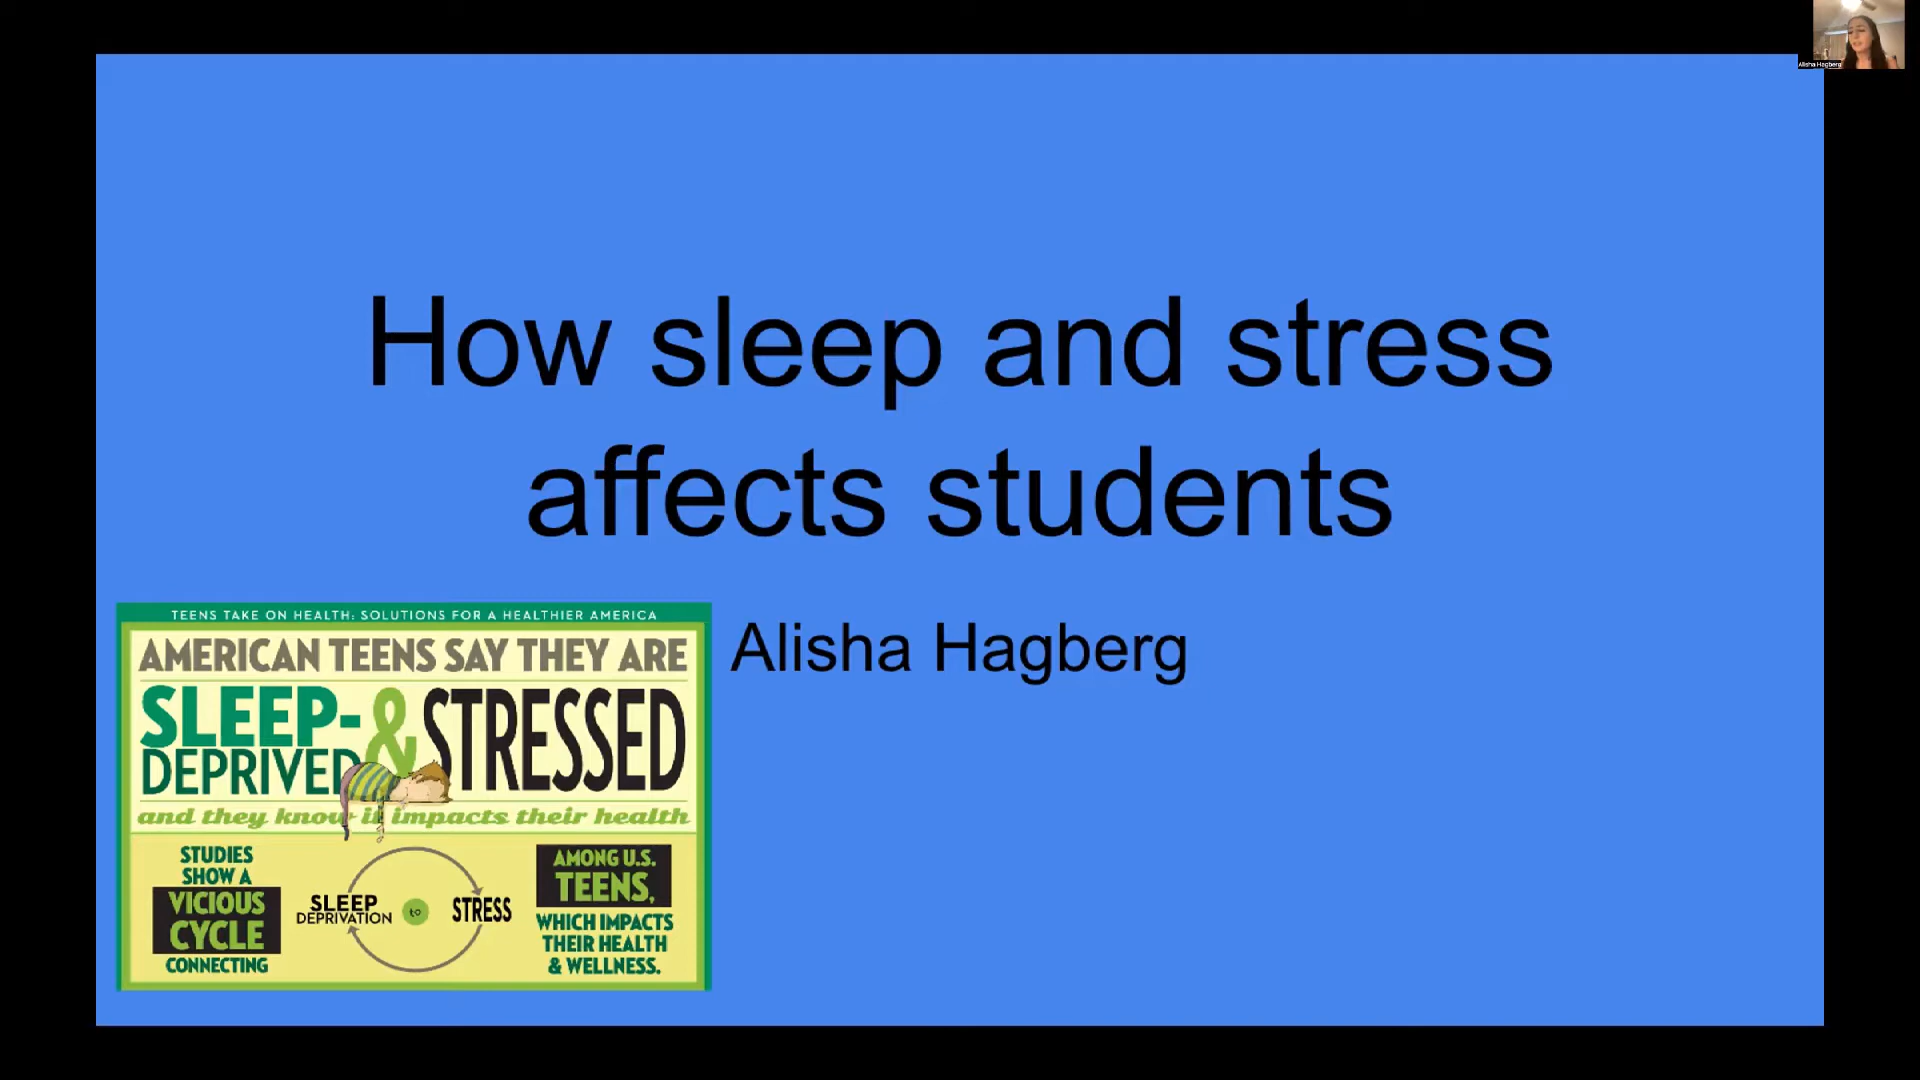 Alisha Hagberg
How sleep and stress
affects students
Alisha Hagberg
TEENS TAKE ON HEALTH: SOLUTIONS FOR A HEALTHIER AMERICA
AMERICAN TEENS SAY THEY ARE
SLEEP-
DEPRIVED
&
STRESSED
and they know it impacts their health
STUDIES
SHOW A
VICIOUS
CYCLE
CONNECTING
SLEEP
DEPRIVATION
to
STRESS
AMONG U.S.
TEENS,
WHICH IMPACTS
THEIR HEALTH
& WELLNESS.